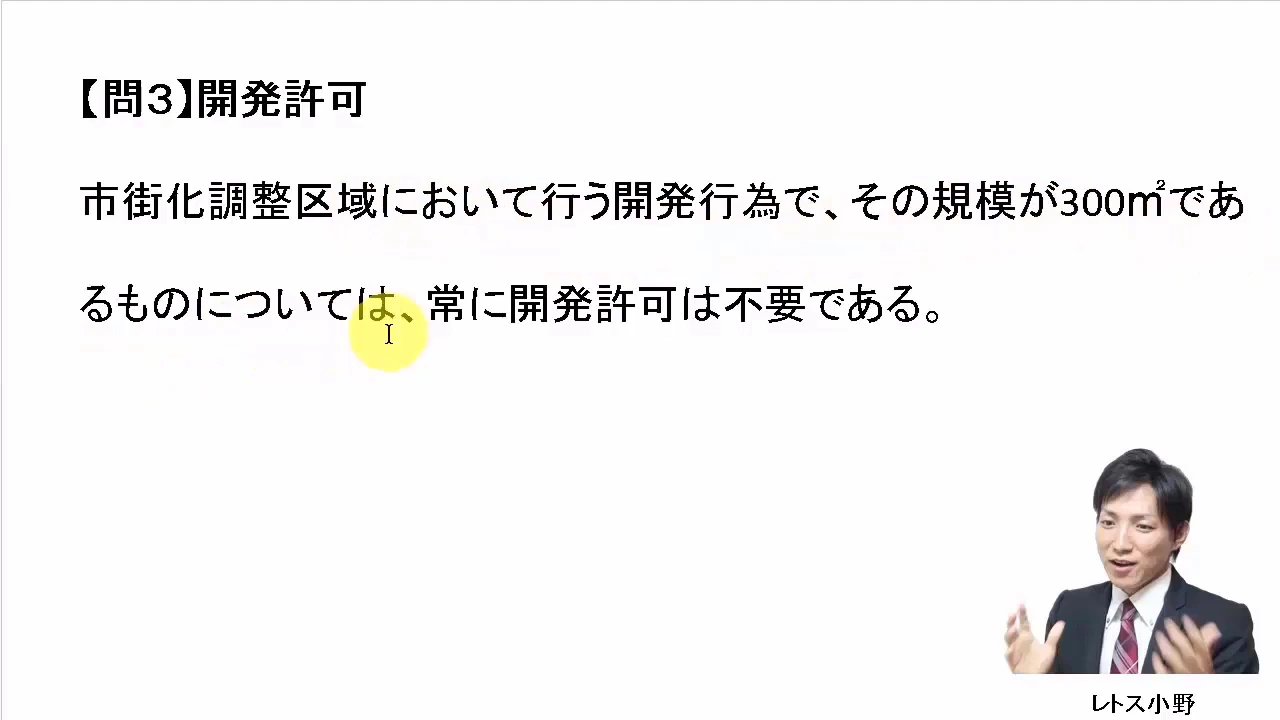 【問３】開発許可
市街化調整区域において行う開発行為で、その規模が300㎡であ
るものについては、常に開発許可は不要である。
レトス小野